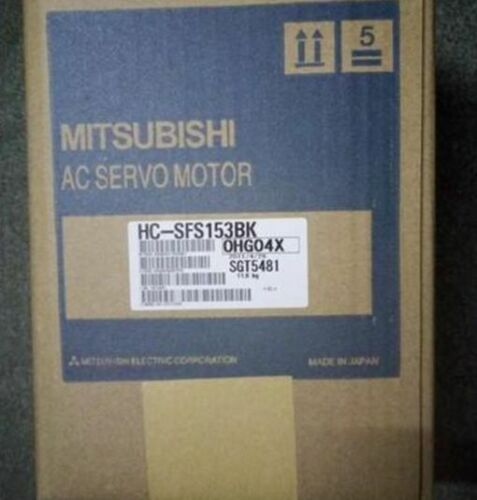 5
MITSUBISHI
AC SERVO MOTOR
HC-SFS153BK
OHG04X
SGT5481
MITSUBISHI ELECTRIC CORPORATION
MADE IN JAPAN